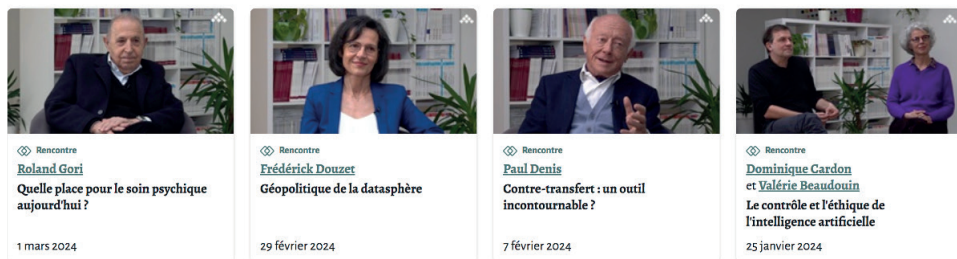 Rencontre
Roland Gori
Quelle place pour le soin psychique
aujourd'hui ?
1 mars 2024
Rencontre
Frédérick Douzet
Géopolitique de la datasphère
29 février 2024
Rencontre
Paul Denis
Contre-transfert : un outil
incontournable ?
7 février 2024
Rencontre
Dominique Cardon
et Valérie Beaudouin
Le contrôle et l'éthique de
l'intelligence artificielle
25 janvier 2024